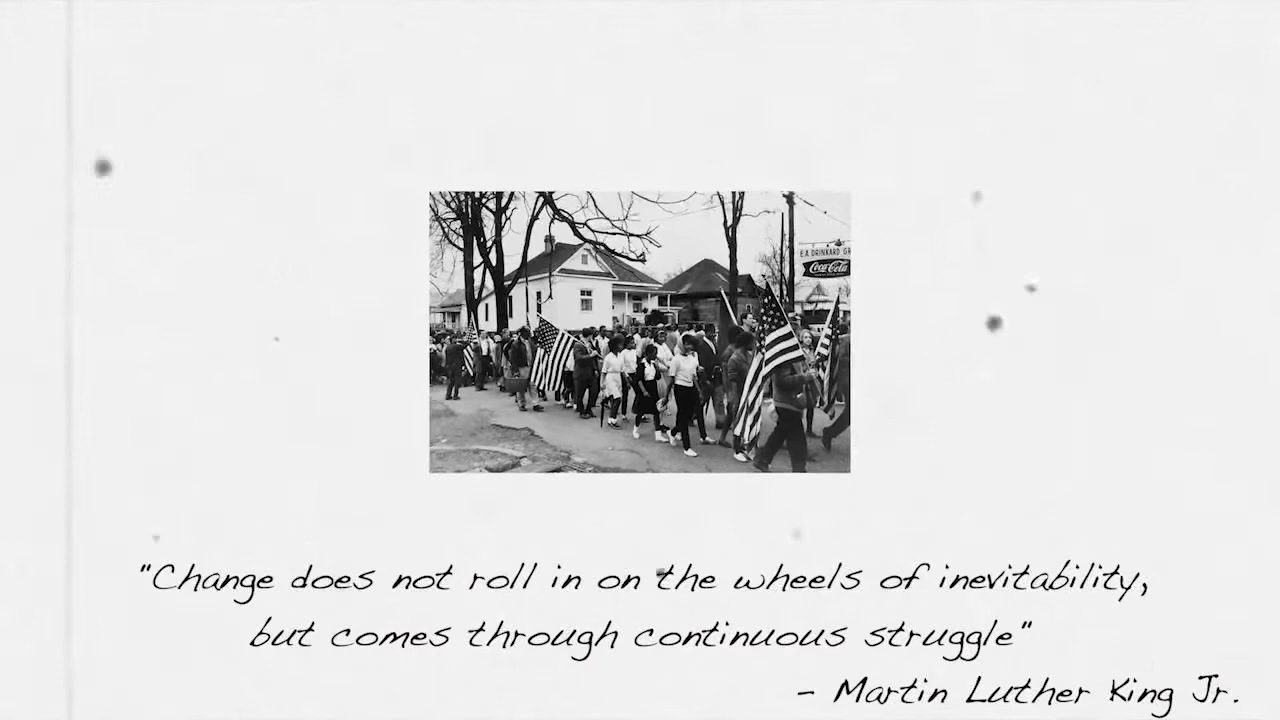 E.A. DRINKARD GR
Coca-Cola
"Change does not roll in on the wheels of inevitability,
but comes through continuous struggle"
- Martin Luther King Jr.